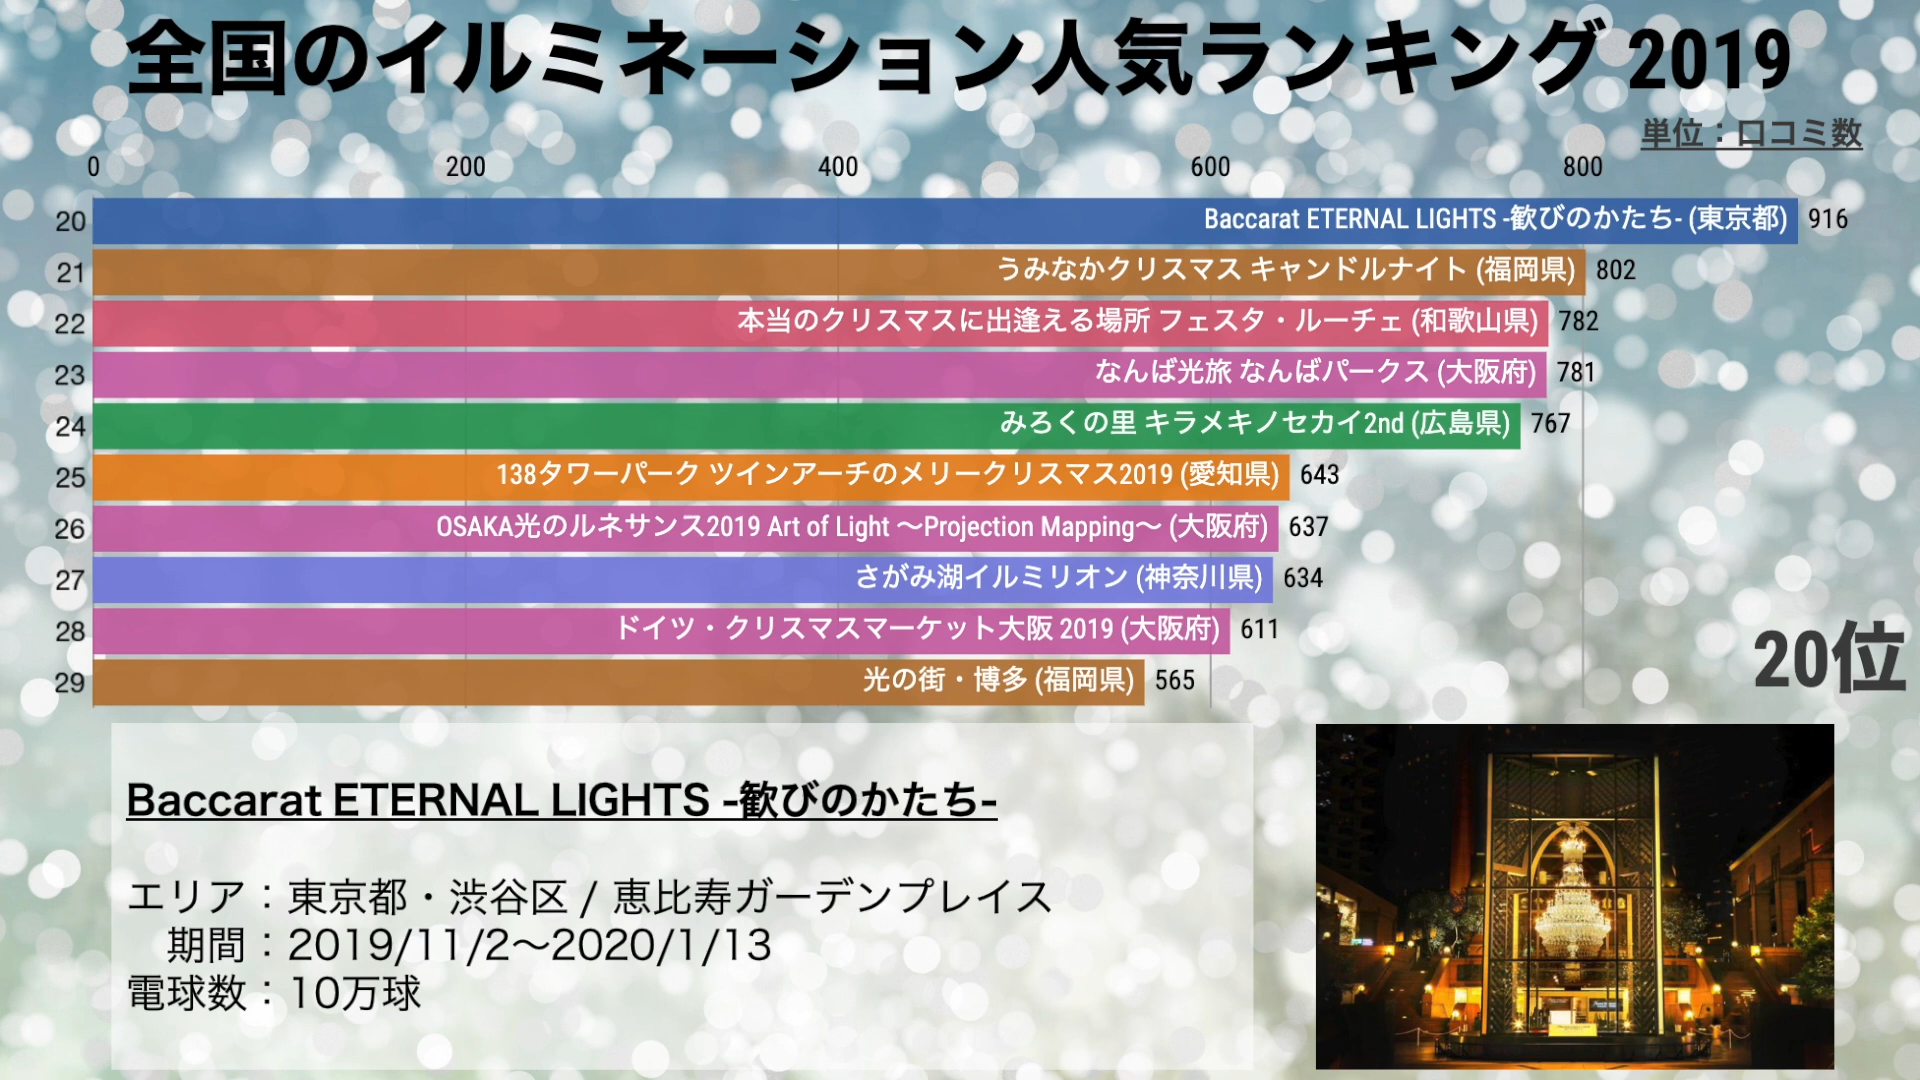 全国のイルミネーション人気ランキング 2019
単位：口コミ数
0 200 400 600 800
20 Baccarat ETERNAL LIGHTS -歓びのかたち- (東京都) 916
21 うみなかクリスマス キャンドルナイト (福岡県) 802
22 本当のクリスマスに出逢える場所 フェスタ・ルーチェ (和歌山県) 782
23 なんば光旅 なんばパークス (大阪府) 781
24 みろくの里 キラメキノセカイ2nd (広島県) 767
25 138タワーパーク ツインアーチのメリークリスマス2019 (愛知県) 643
26 OSAKA光のルネサンス2019 Art of Light 〜Projection Mapping〜 (大阪府) 637
27 さがみ湖イルミリオン (神奈川県) 634
28 ドイツ・クリスマスマーケット大阪 2019 (大阪府) 611
29 光の街・博多 (福岡県) 565
20位
Baccarat ETERNAL LIGHTS -歓びのかたち-
エリア：東京都・渋谷区 / 恵比寿ガーデンプレイス
期間：2019/11/2〜2020/1/13
電球数：10万球